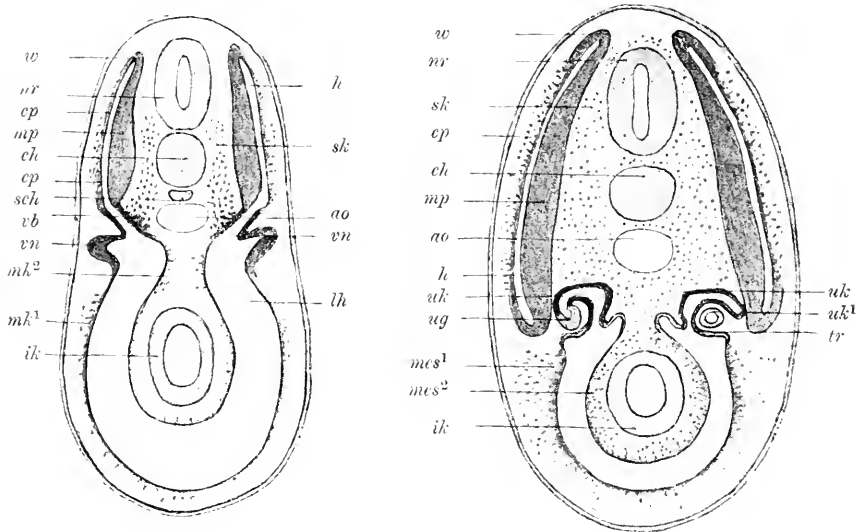 w
nr
cp
mp
ch
cp
sch
vb
vn
mk²
mk¹
ik
h
sk
ao
vn
lh
w
nr
sk
cp
ch
mp
ao
h
uk
ug
mes¹
mes²
ik
uk
uk¹
tr